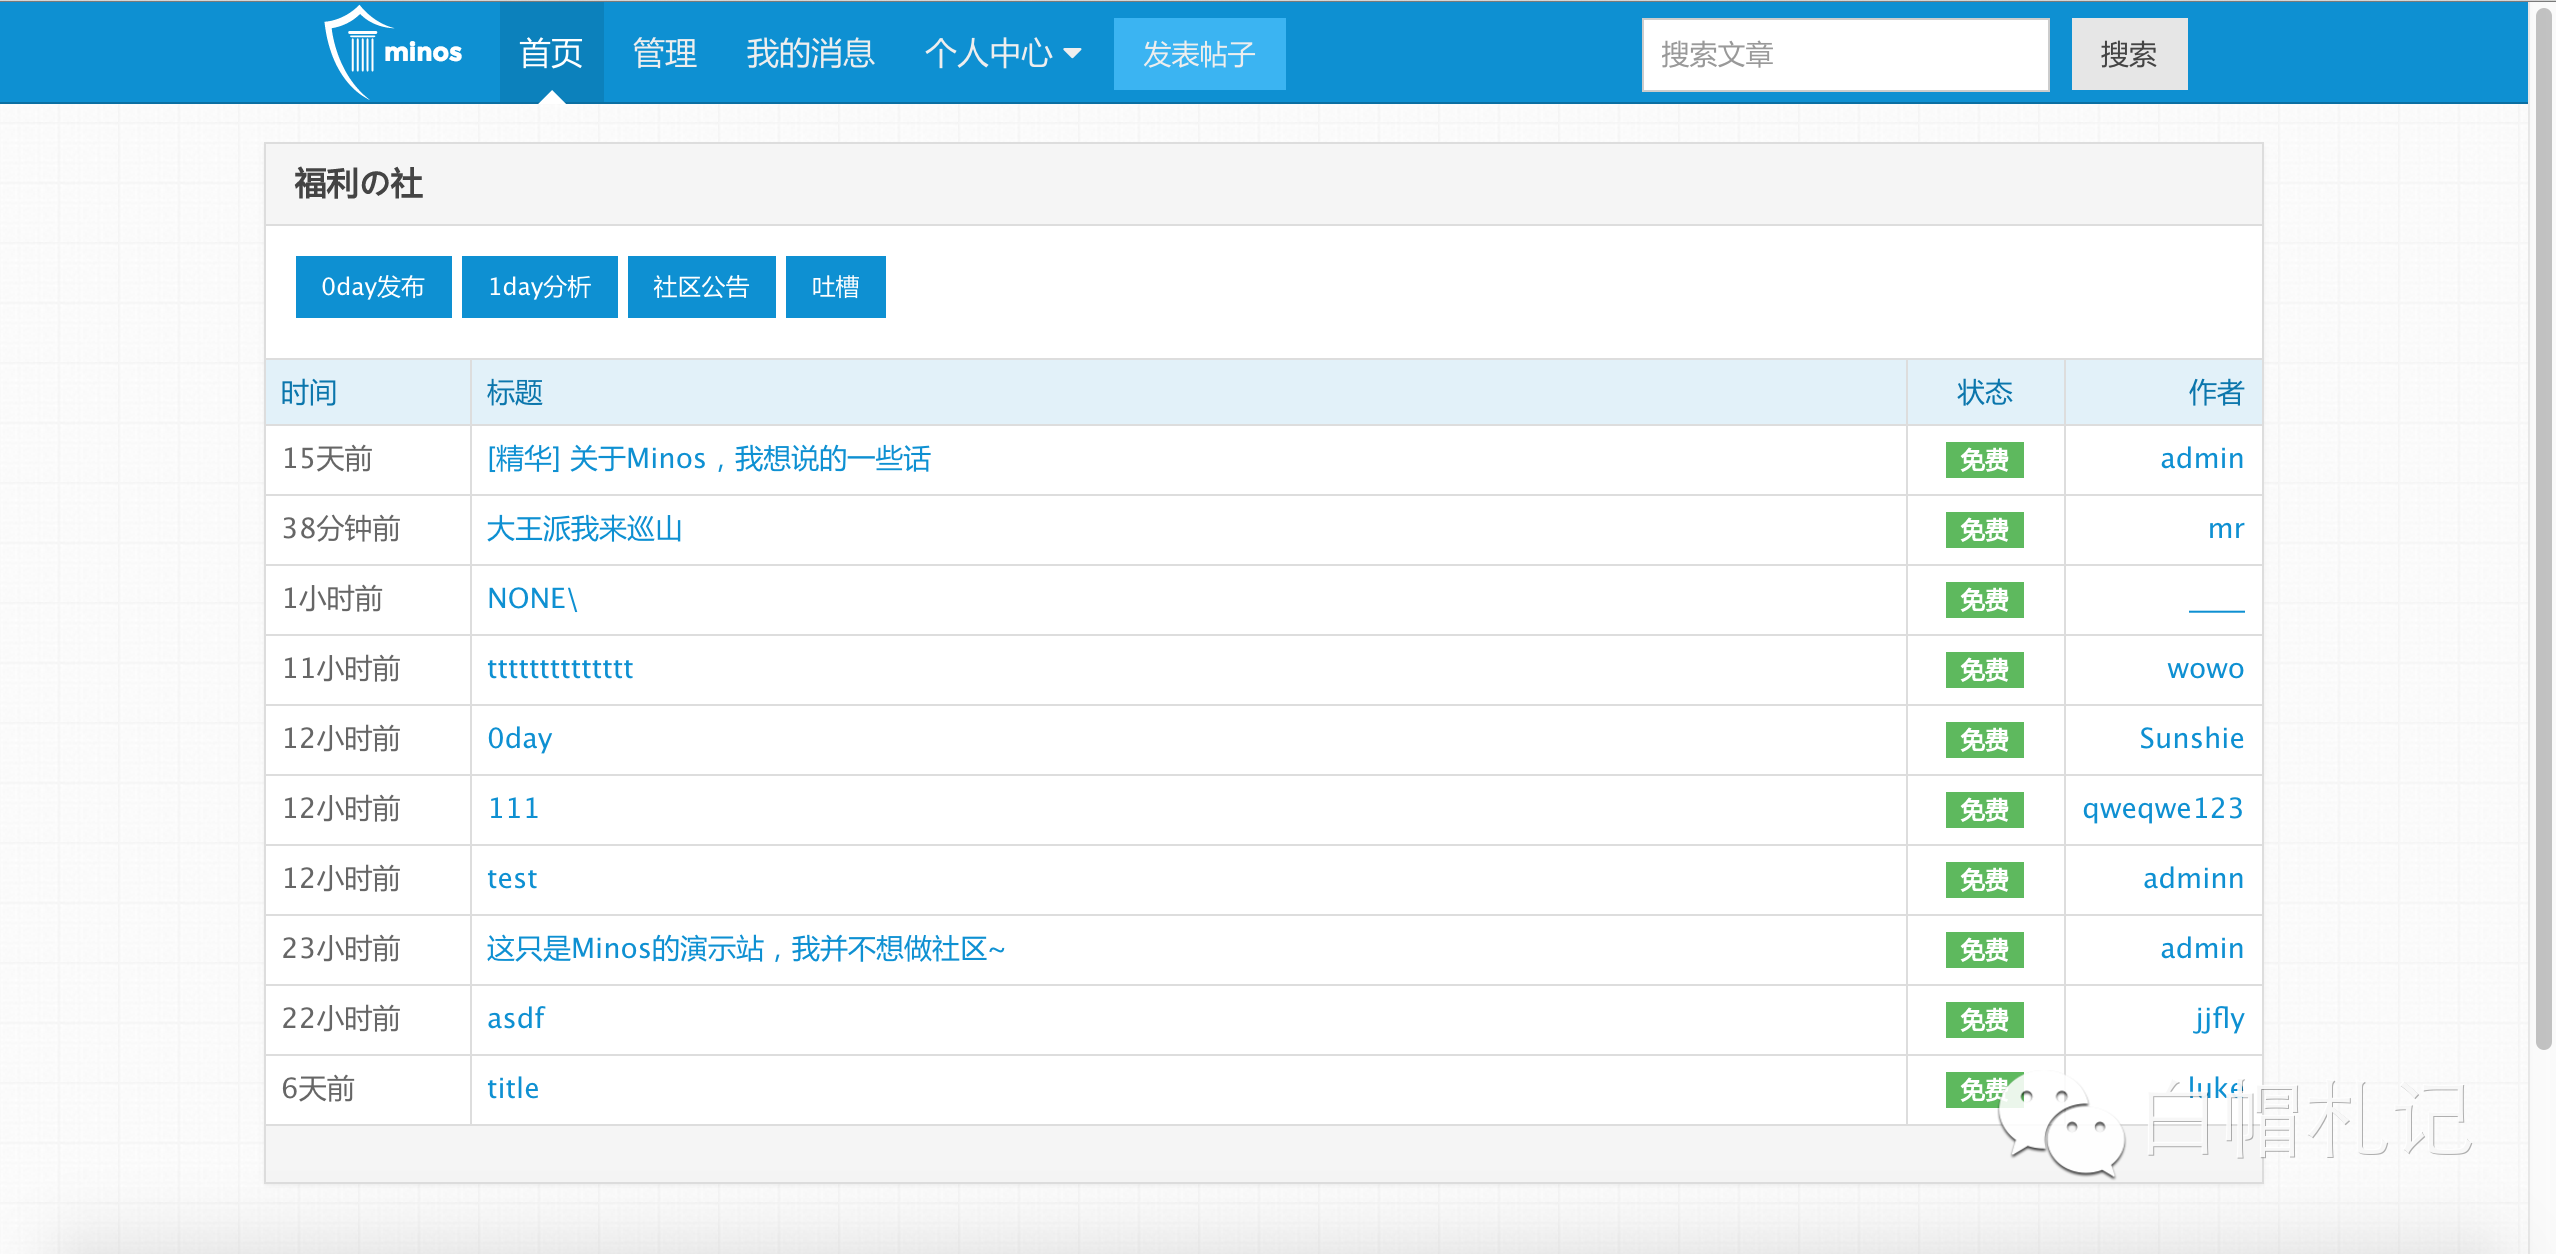 minos 首页 管理 我的消息 个人中心 发表帖子 搜索文章 搜索
福利の社
0day发布 1day分析 社区公告 吐槽
时间 标题 状态 作者
15天前 [精华] 关于Minos，我想说的一些话 免费 admin
38分钟前 大王派我来巡山 免费 mr
1小时前 NONE\ 免费 ____
11小时前 tttttttttttttt 免费 wowo
12小时前 0day 免费 Sunshie
12小时前 111 免费 qweqwe123
12小时前 test 免费 adminn
23小时前 这只是Minos的演示站，我并不想做社区~ 免费 admin
22小时前 asdf 免费 jjfly
6天前 title 免费 luke
白帽札记